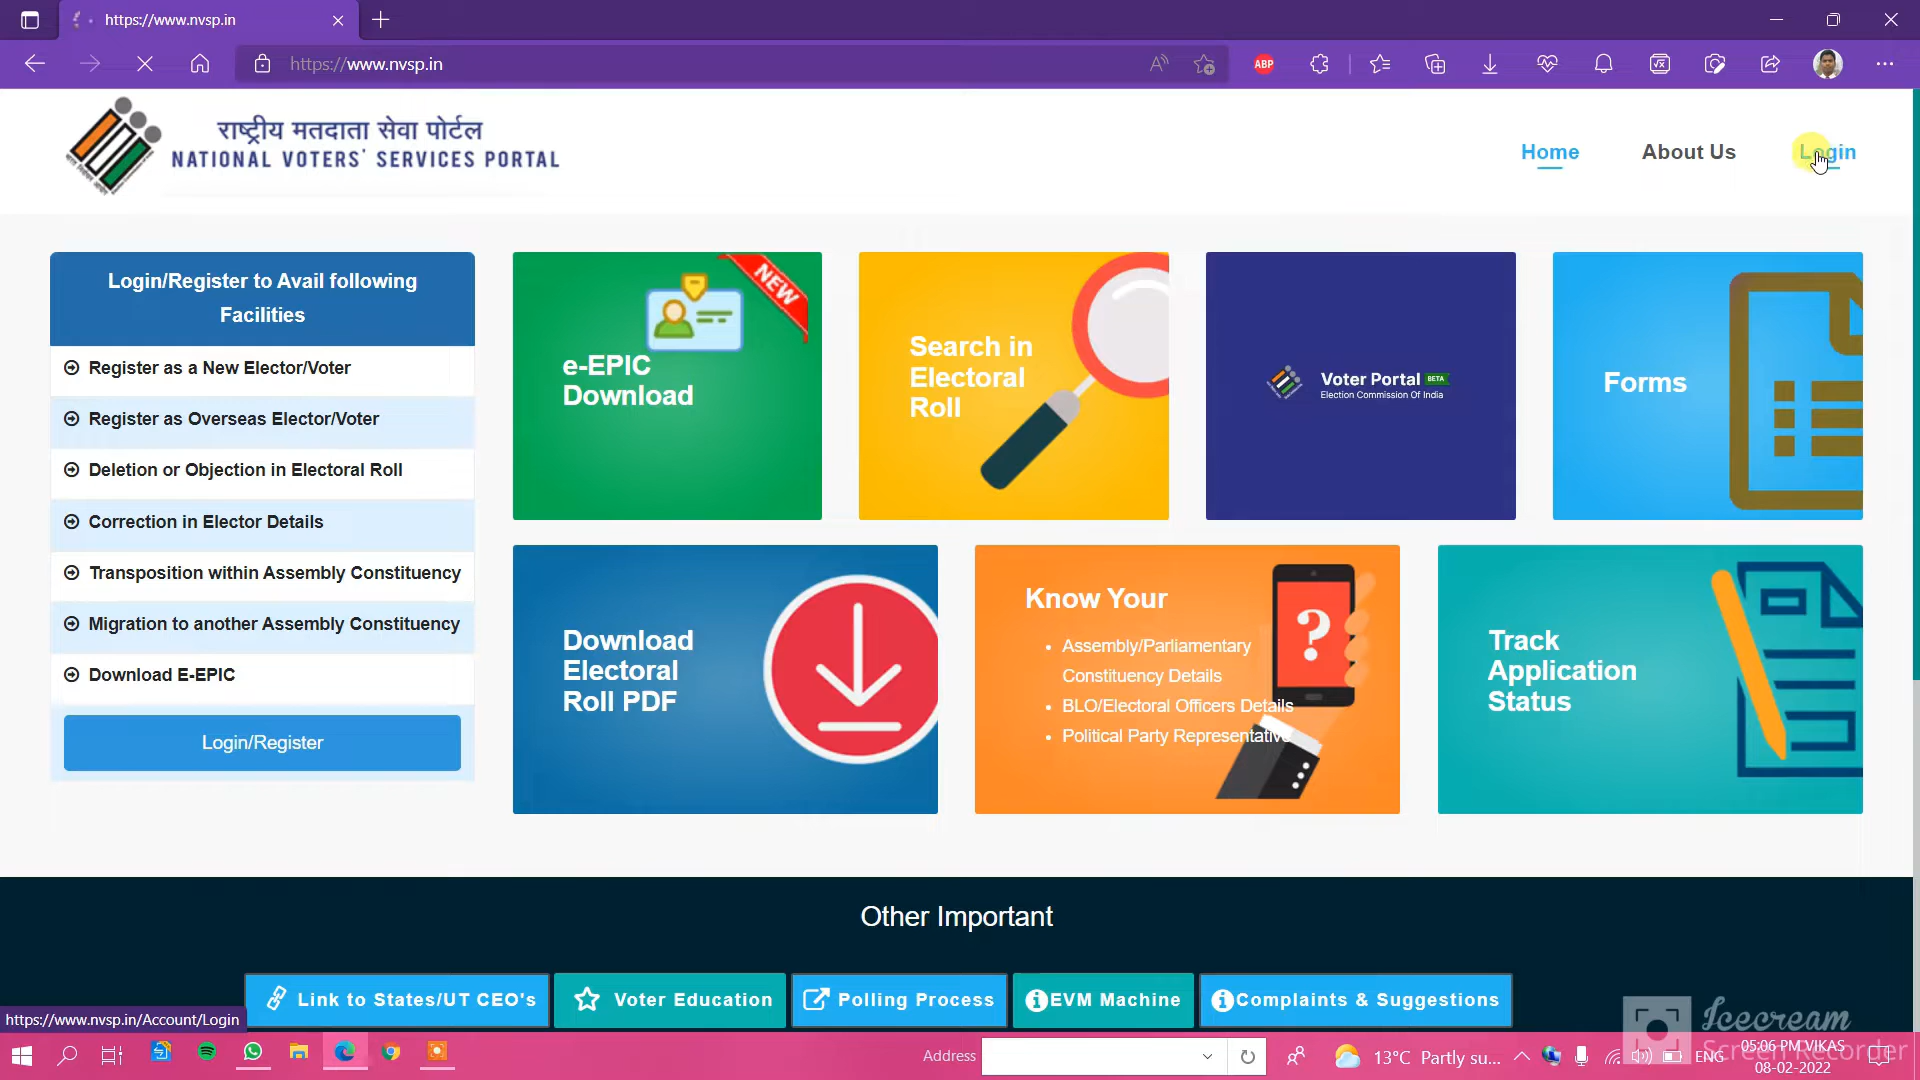 https://www.nvsp.in
https://www.nvsp.in
ABP
राष्ट्रीय मतदाता सेवा पोर्टल
NATIONAL VOTERS' SERVICES PORTAL
Home
About Us
Login
Login/Register to Avail following
Facilities
Register as a New Elector/Voter
Register as Overseas Elector/Voter
Deletion or Objection in Electoral Roll
Correction in Elector Details
Transposition within Assembly Constituency
Migration to another Assembly Constituency
Download E-EPIC
Login/Register
NEW
e-EPIC
Download
Search in
Electoral
Roll
Voter Portal BETA
Election Commission Of India
Forms
Download
Electoral
Roll PDF
Know Your
• Assembly/Parliamentary
Constituency Details
• BLO/Electoral Officers Details
• Political Party Representative
?
Track
Application
Status
Other Important
Link to States/UT CEO's
Voter Education
Polling Process
EVM Machine
Complaints & Suggestions
https://www.nvsp.in/Account/Login
Icecream
Screen Recorder
Address
13°C Partly su...
ENG
05:06 PM VIKAS
08-02-2022